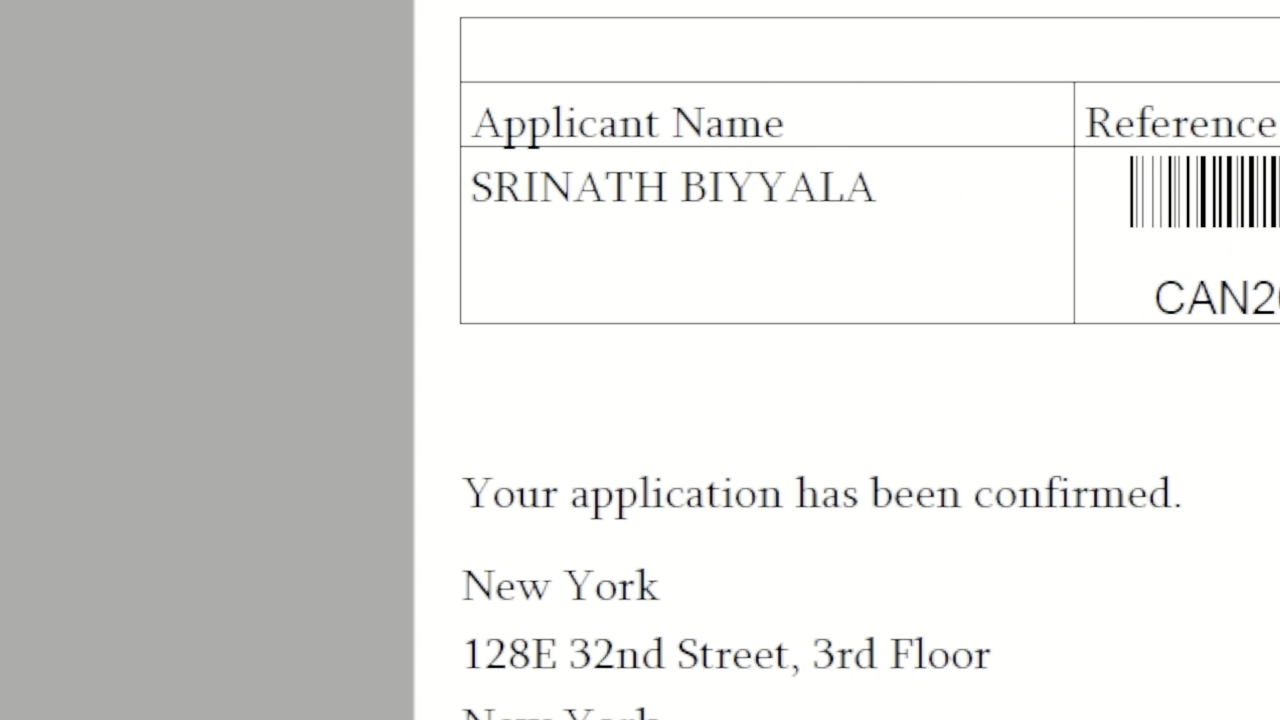 Applicant Name
Reference
SRINATH BIYYALA
CAN2
Your application has been confirmed.
New York
128E 32nd Street, 3rd Floor
New York